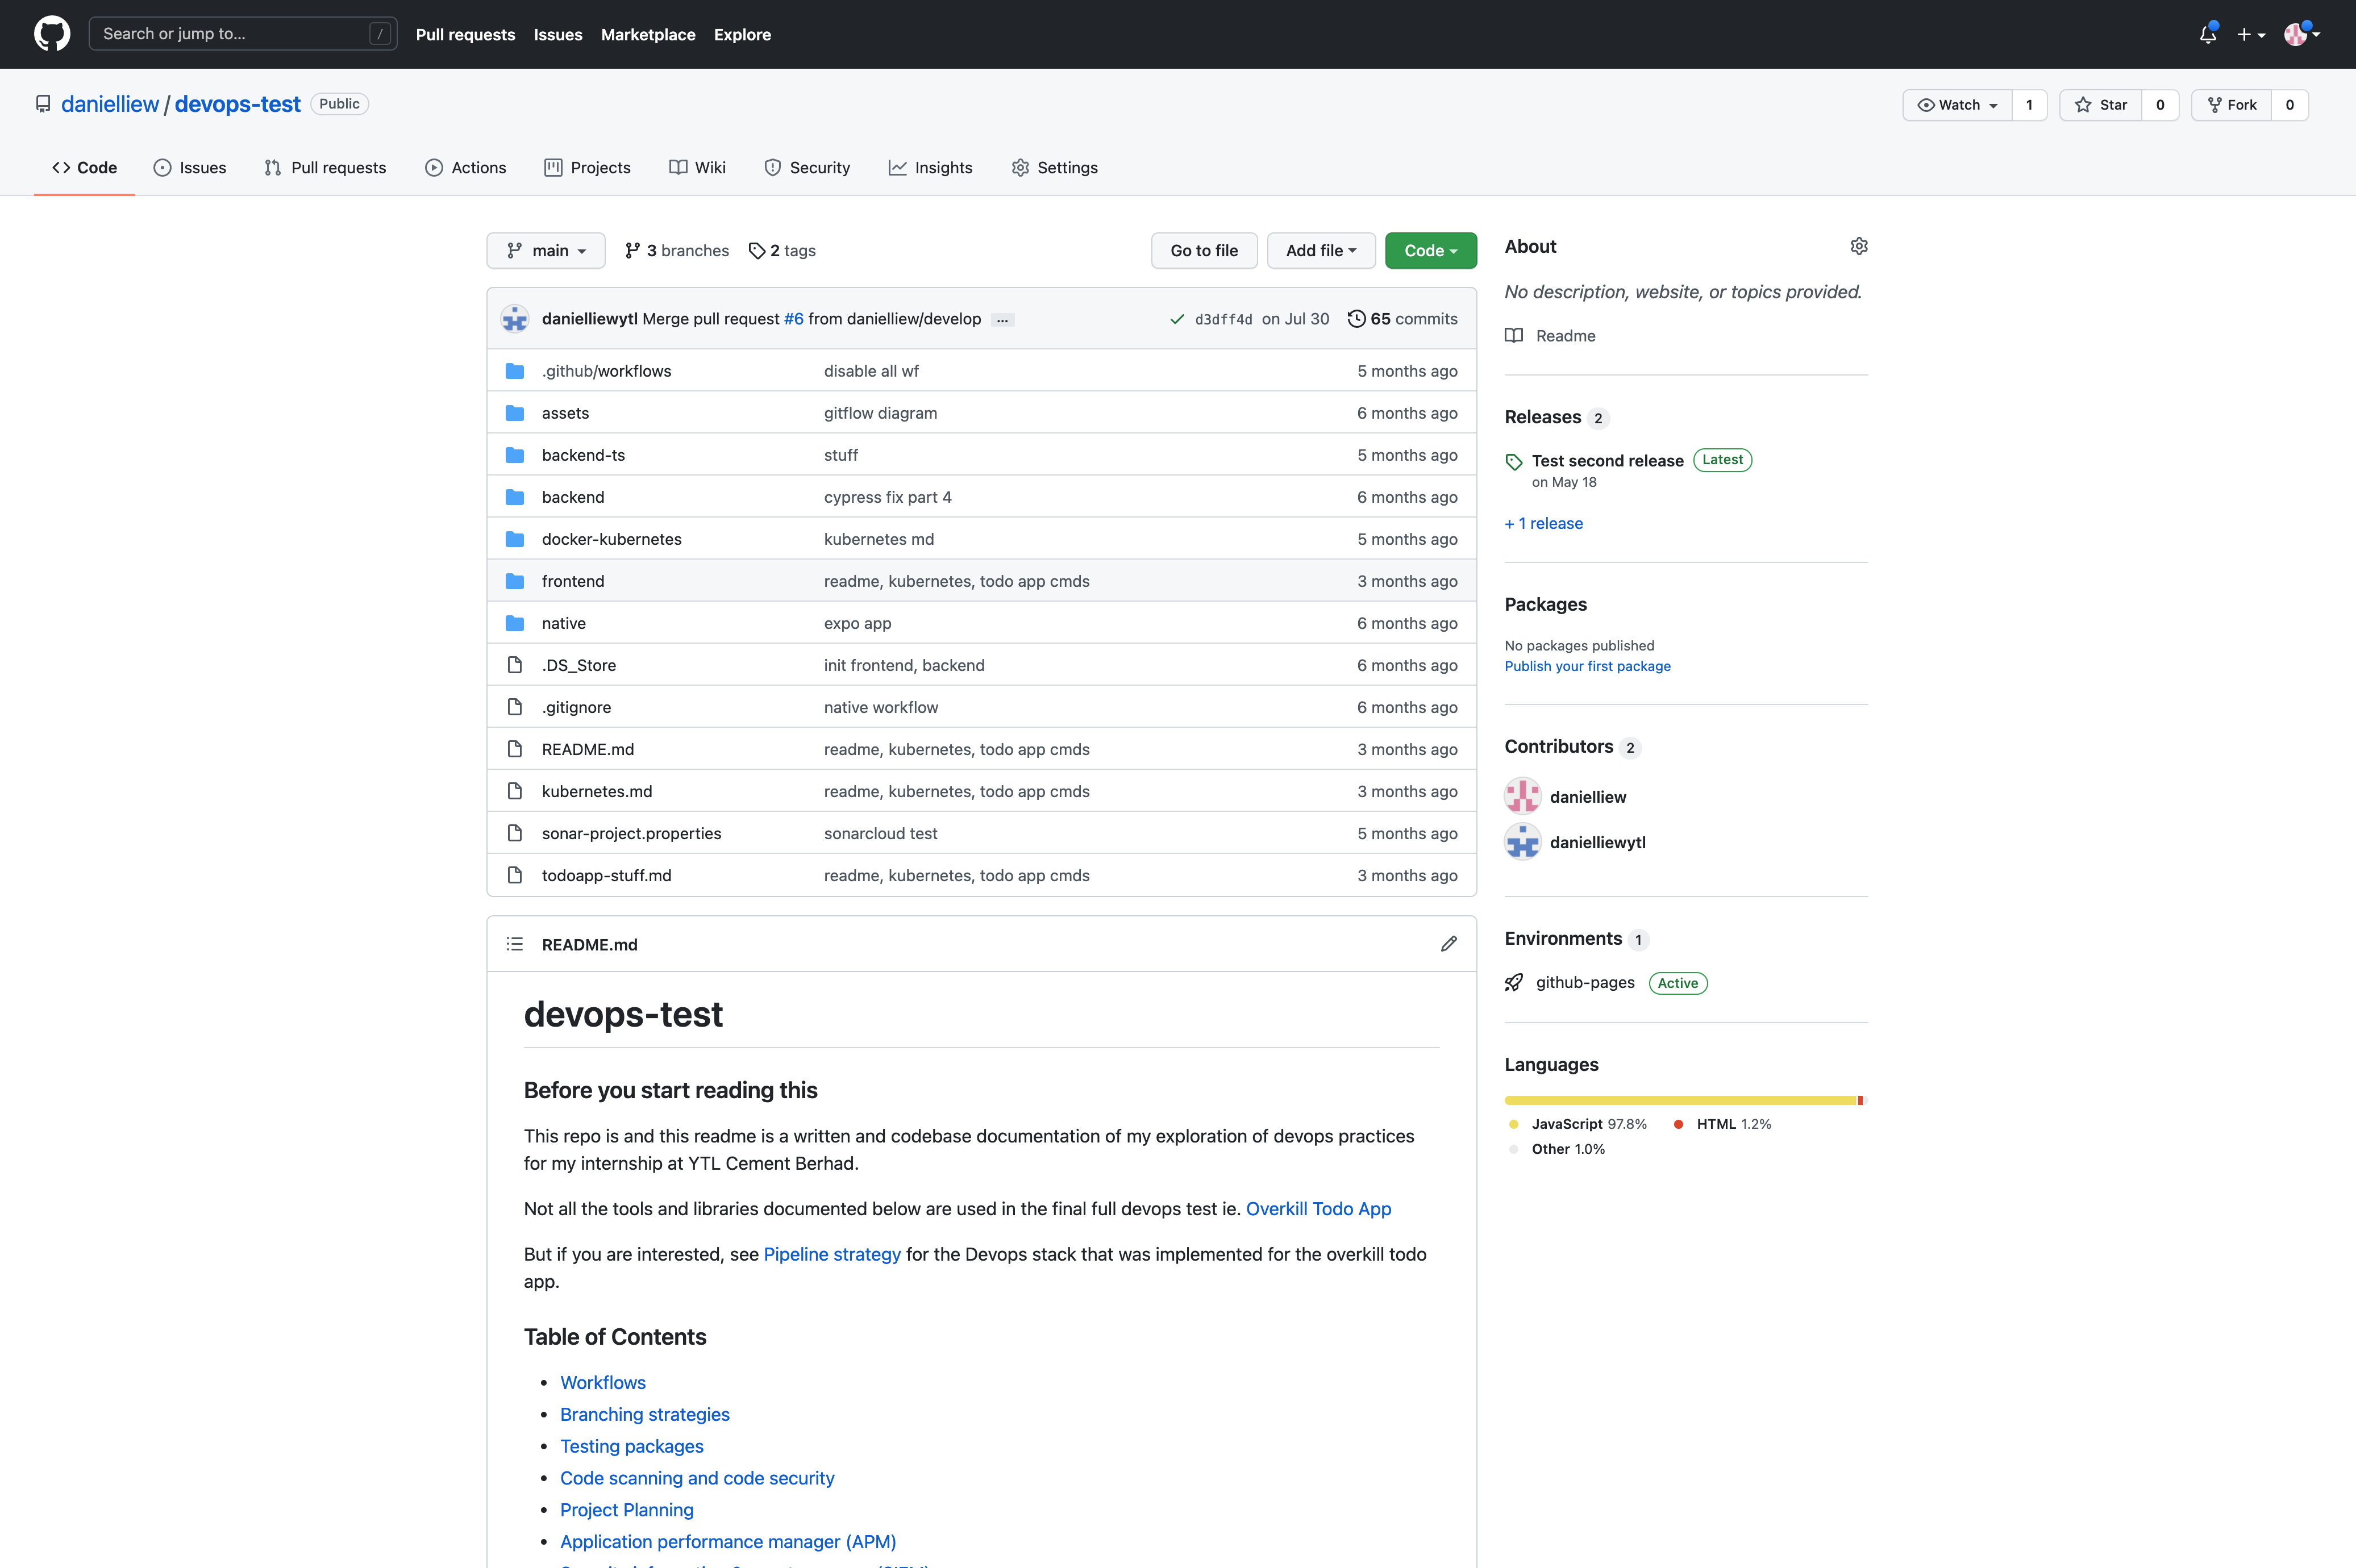 Search or jump to... / Pull requests Issues Marketplace Explore
danielliew / devops-test Public Watch 1 Star 0 Fork 0
Code Issues Pull requests Actions Projects Wiki Security Insights Settings
main 3 branches 2 tags Go to file Add file Code
danielliewytl Merge pull request #6 from danielliew/develop ... d3dff4d on Jul 30 65 commits
.github/workflows disable all wf 5 months ago
assets gitflow diagram 6 months ago
backend-ts stuff 5 months ago
backend cypress fix part 4 6 months ago
docker-kubernetes kubernetes md 5 months ago
frontend readme, kubernetes, todo app cmds 3 months ago
native expo app 6 months ago
.DS_Store init frontend, backend 6 months ago
.gitignore native workflow 6 months ago
README.md readme, kubernetes, todo app cmds 3 months ago
kubernetes.md readme, kubernetes, todo app cmds 3 months ago
sonar-project.properties sonarcloud test 5 months ago
todoapp-stuff.md readme, kubernetes, todo app cmds 3 months ago
README.md
devops-test
Before you start reading this
This repo is and this readme is a written and codebase documentation of my exploration of devops practices
for my internship at YTL Cement Berhad.
Not all the tools and libraries documented below are used in the final full devops test ie. Overkill Todo App
But if you are interested, see Pipeline strategy for the Devops stack that was implemented for the overkill todo
app.
Table of Contents
Workflows
Branching strategies
Testing packages
Code scanning and code security
Project Planning
Application performance manager (APM)
About
No description, website, or topics provided.
Readme
Releases 2
Test second release Latest
on May 18
+ 1 release
Packages
No packages published
Publish your first package
Contributors 2
danielliew
danielliewytl
Environments 1
github-pages Active
Languages
JavaScript 97.8% HTML 1.2%
Other 1.0%